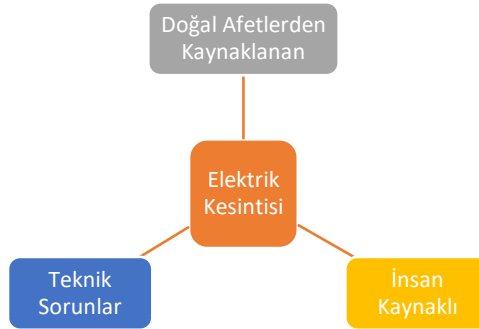 Doğal Afetlerden
Kaynaklanan
Elektrik
Kesintisi
Teknik
Sorunlar
İnsan
Kaynaklı